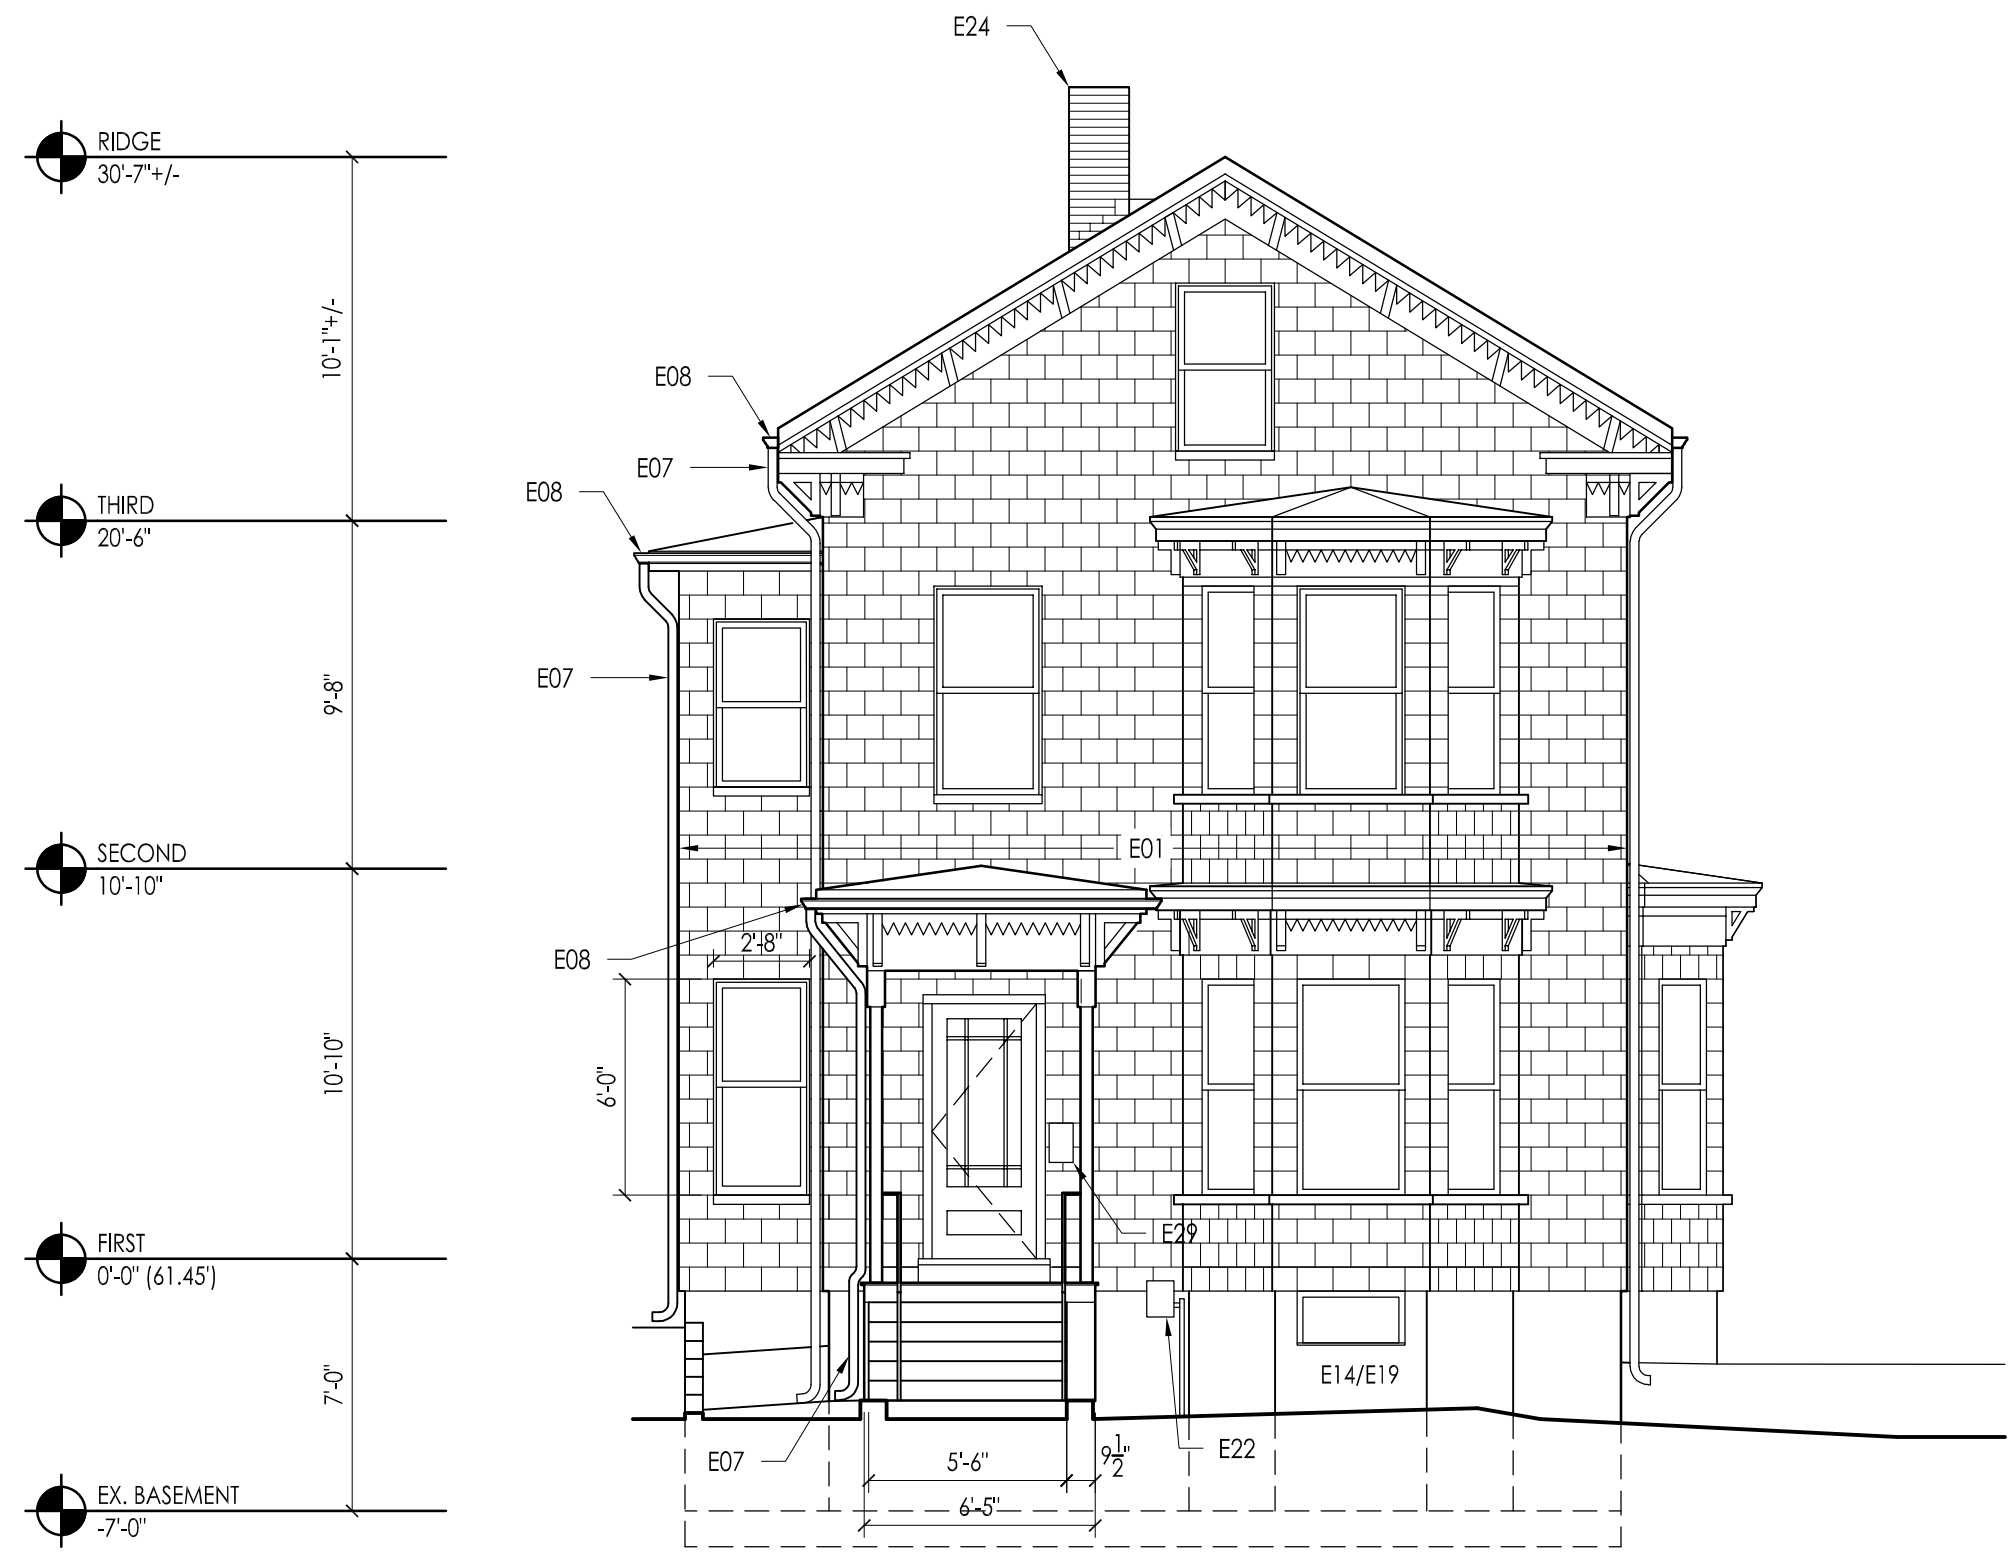 E24
RIDGE
30'-7"+/-
10'-1"+/-
E08
E07
E08
THIRD
20'-6"
E07
9'-8"
E01
SECOND
10'-10"
2'-8"
E08
6'-0"
10'-10"
E29
FIRST
0'-0" (61.45')
E14/E19
7'-0"
E07
5'-6"
9 1/2"
E22
6'-5"
EX. BASEMENT
-7'-0"